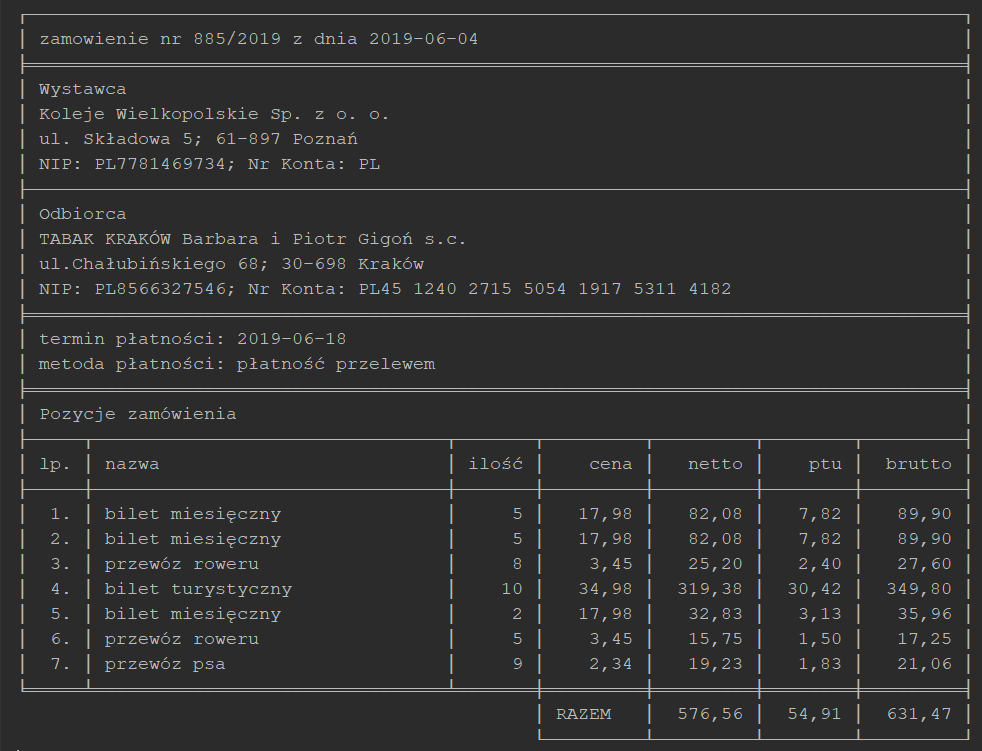 zamowienie nr 885/2019 z dnia 2019-06-04
Wystawca
Koleje Wielkopolskie Sp. z o. o.
ul. Składowa 5; 61-897 Poznań
NIP: PL7781469734; Nr Konta: PL
Odbiorca
TABAK KRAKÓW Barbara i Piotr Gigoń s.c.
ul.Chałubińskiego 68; 30-698 Kraków
NIP: PL8566327546; Nr Konta: PL45 1240 2715 5054 1917 5311 4182
termin płatności: 2019-06-18
metoda płatności: płatność przelewem
Pozycje zamówienia
lp. nazwa ilość cena netto ptu brutto
1. bilet miesięczny 5 17,98 82,08 7,82 89,90
2. bilet miesięczny 5 17,98 82,08 7,82 89,90
3. przewóz roweru 8 3,45 25,20 2,40 27,60
4. bilet turystyczny 10 34,98 319,38 30,42 349,80
5. bilet miesięczny 2 17,98 32,83 3,13 35,96
6. przewóz roweru 5 3,45 15,75 1,50 17,25
7. przewóz psa 9 2,34 19,23 1,83 21,06
RAZEM 576,56 54,91 631,47